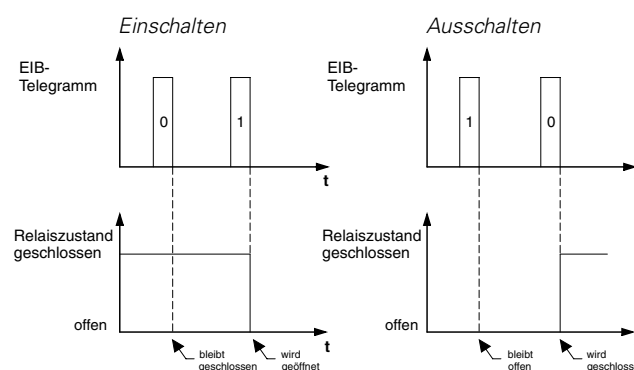 Einschalten
EIB-
Telegramm
0
1
t
Relaiszustand
geschlossen
offen
t
bleibt
geschlossen
wird
geöffnet
Ausschalten
EIB-
Telegramm
1
0
Relaiszustand
geschlossen
offen
bleibt
offen
wird
geschloss